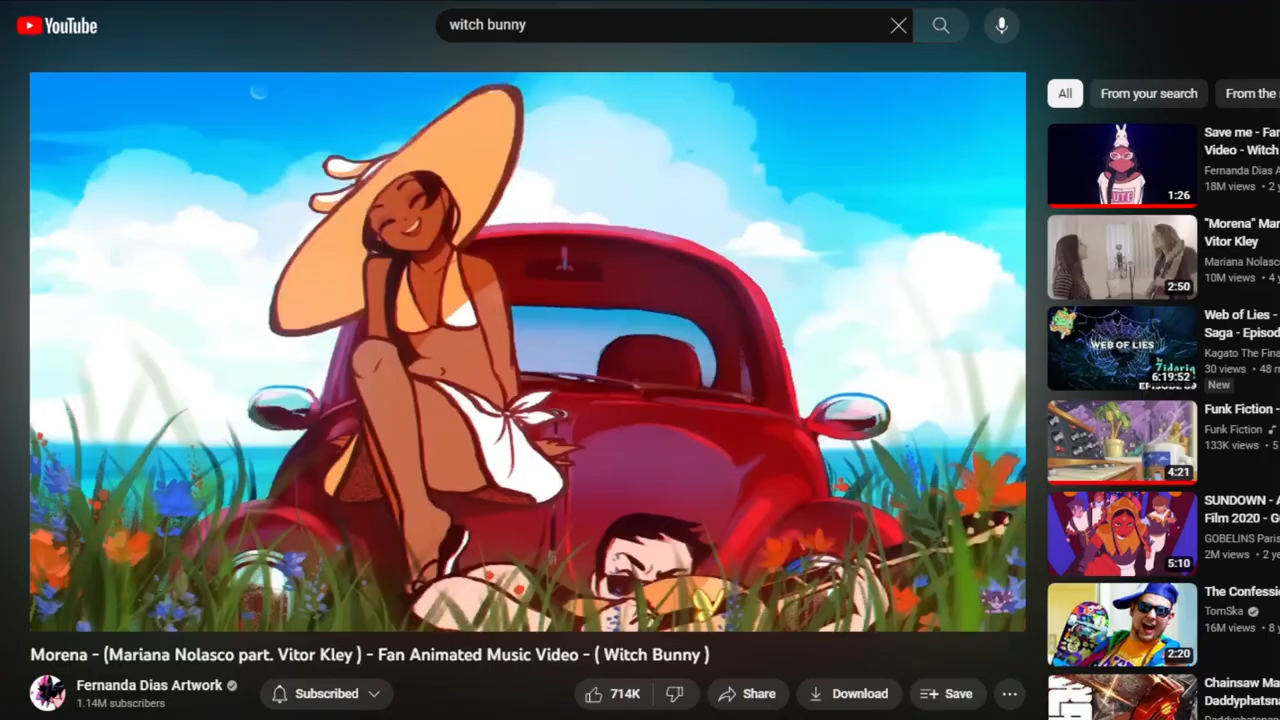 YouTube
witch bunny
All
From your search
From the
Save me - Fan
Video - Witch
Fernanda Dias A
18M views • 2
1:26
"Morena" Mar
Vitor Kley
Mariana Nolasco
10M views • 4 y
2:50
Web of Lies -
Saga - Episod
Kagato The Fina
30 views • 48 m
New
WEB OF LIES
6:19:52
Funk Fiction -
Funk Fiction
133K views • 5
4:21
SUNDOWN - A
Film 2020 - G
GOBELINS Paris
2M views • 2 ye
5:10
The Confessi
TomSka
16M views • 8 y
2:20
Chainsaw Ma
Daddyphatsna
Morena - (Mariana Nolasco part. Vitor Kley ) - Fan Animated Music Video - ( Witch Bunny )
Fernanda Dias Artwork
1.14M subscribers
Subscribed
714K
Share
Download
Save